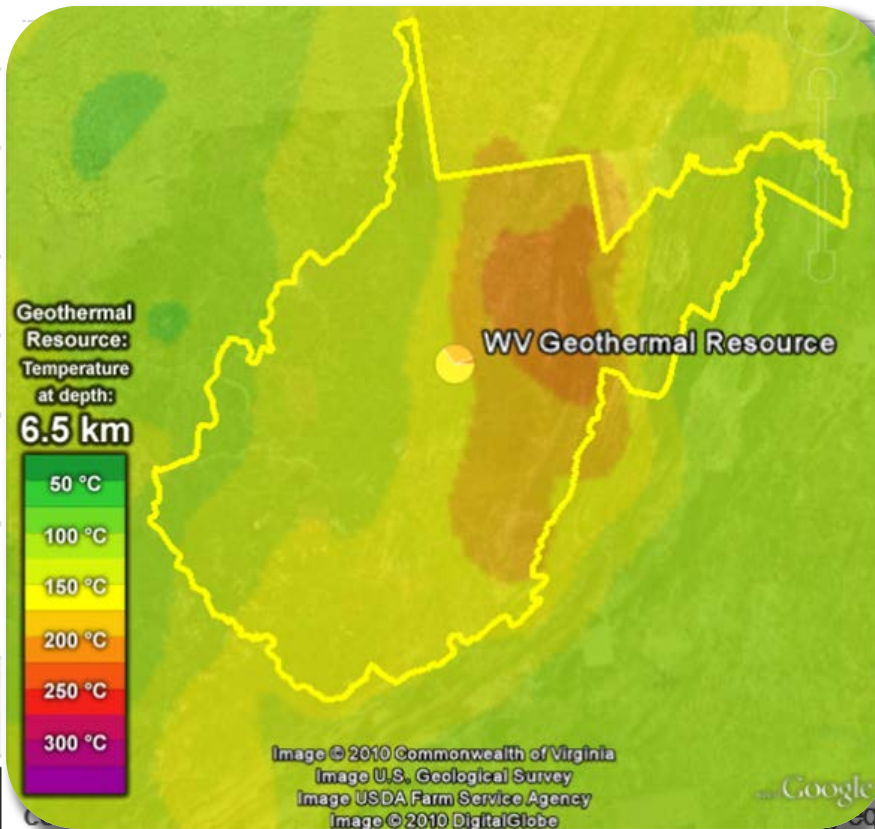 WV Geothermal Resource
Geothermal
Resource:
Temperature
at depth:
6.5 km
50 °C
100 °C
150 °C
200 °C
250 °C
300 °C
Image © 2010 Commonwealth of Virginia
Image U.S. Geological Survey
Image USDA Farm Service Agency
Image © 2010 DigitalGlobe
Google